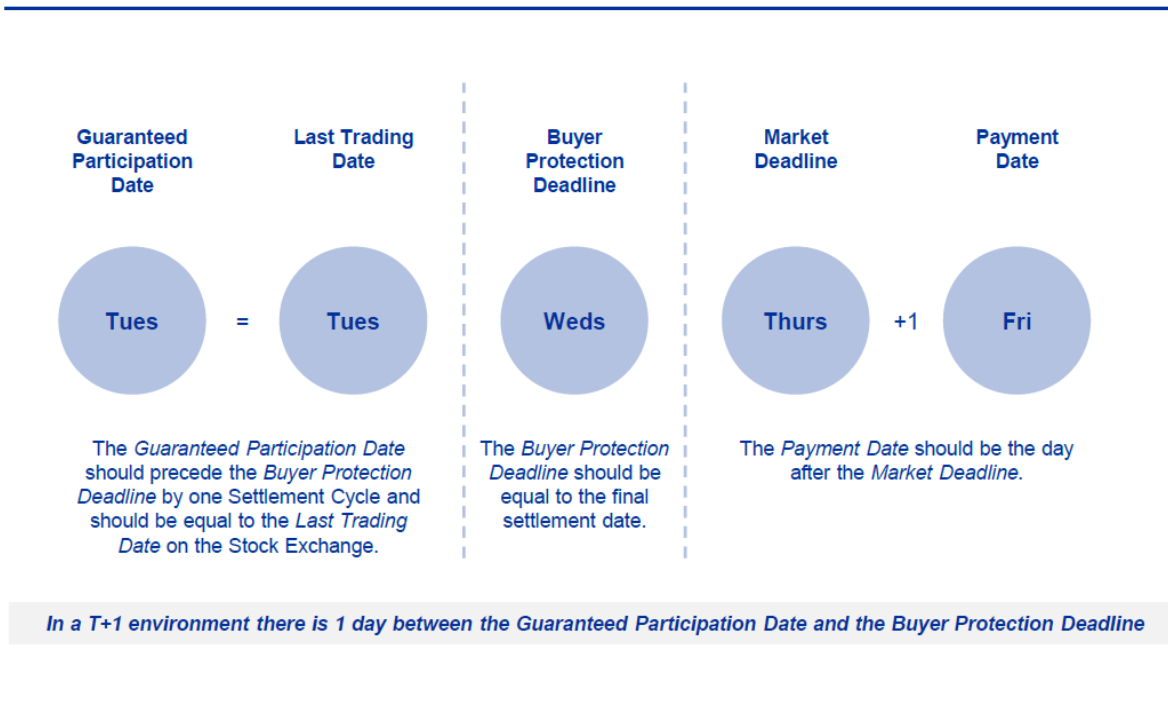 Guaranteed
Participation
Date
Last Trading
Date
Buyer
Protection
Deadline
Market
Deadline
Payment
Date
Tues
=
Tues
Weds
Thurs
+1
Fri
The Guaranteed Participation Date
should precede the Buyer Protection
Deadline by one Settlement Cycle and
should be equal to the Last Trading
Date on the Stock Exchange.
The Buyer Protection
Deadline should be
equal to the final
settlement date.
The Payment Date should be the day
after the Market Deadline.
In a T+1 environment there is 1 day between the Guaranteed Participation Date and the Buyer Protection Deadline